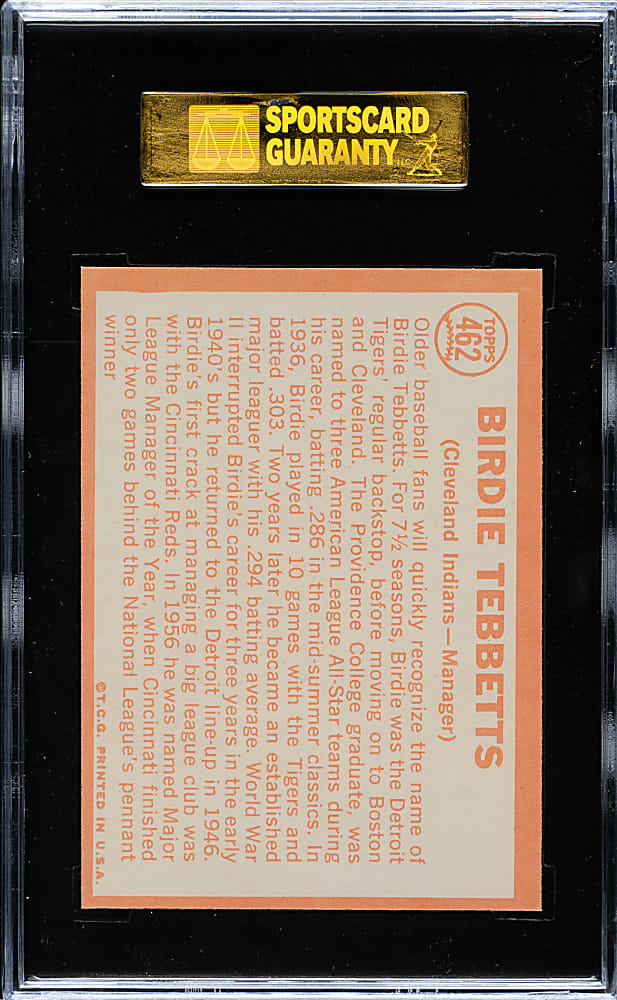 SPORTSCARD
GUARANTY LLC
TOPPS
462
BIRDIE TEBBETTS
(Cleveland Indians—Manager)
Older baseball fans will quickly recognize the name of
Birdie Tebbetts. For 7½ seasons, Birdie was the Detroit
Tigers' regular backstop, before moving on to Boston
and Cleveland. The Providence College graduate, was
named to three American League All-Star teams during
his career, batting .286 in the mid-summer classics. In
1936, Birdie played in 10 games with the Tigers and
batted .303. Two years later he became an established
major leaguer with his .294 batting average. World War
II interrupted Birdie's career for three years in the early
1940's but he returned to the Detroit line-up in 1946.
Birdie's first crack at managing a big league club was
with the Cincinnati Reds. In 1956 he was named Major
League Manager of the Year, when Cincinnati finished
only two games behind the National League's pennant
winner
©T.C.G. PRINTED IN U.S.A.